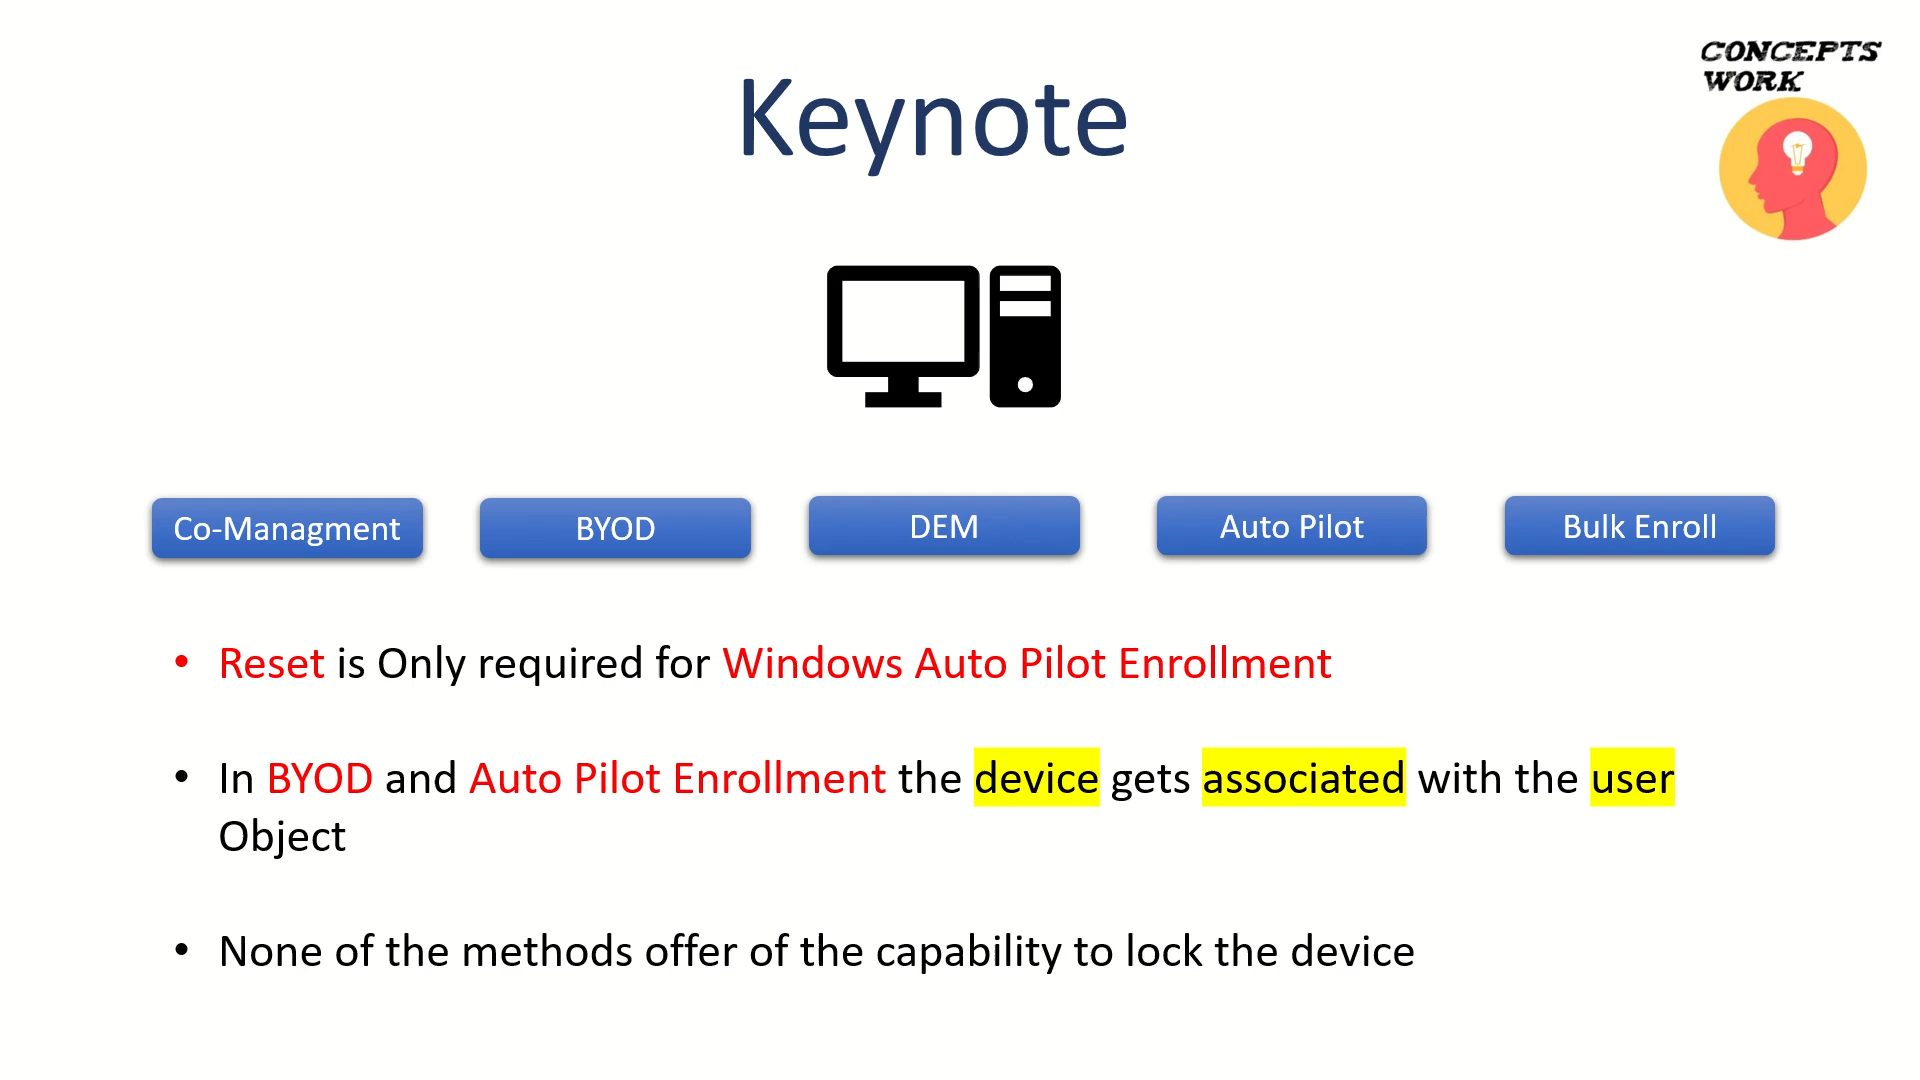 CONCEPTS
WORK
Keynote
Co-Managment
BYOD
DEM
Auto Pilot
Bulk Enroll
• Reset is Only required for Windows Auto Pilot Enrollment
• In BYOD and Auto Pilot Enrollment the device gets associated with the user
Object
• None of the methods offer of the capability to lock the device